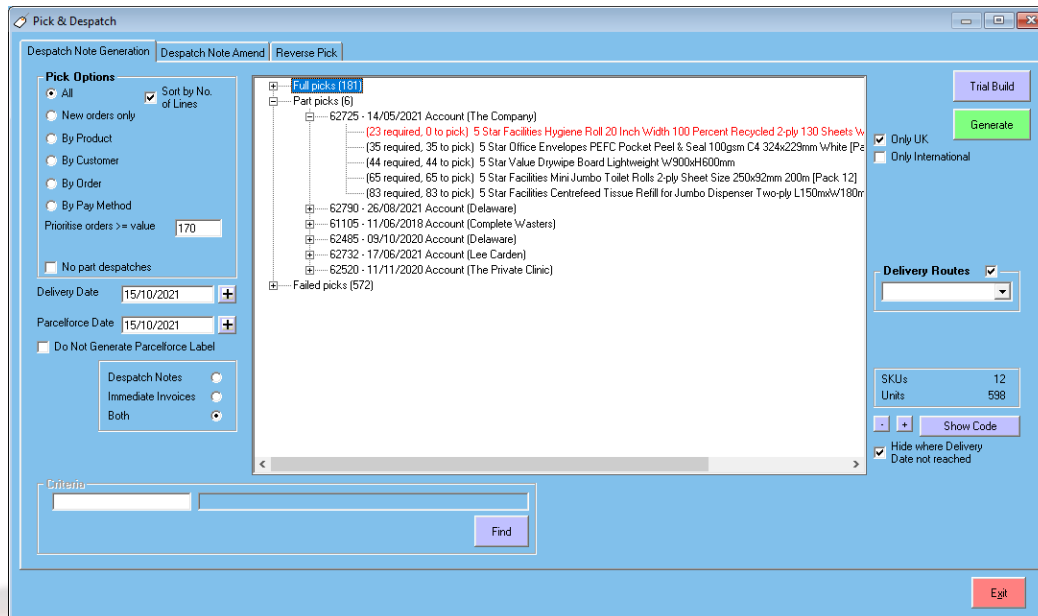 Pick & Despatch
Despatch Note Generation Despatch Note Amend Reverse Pick
Pick Options
All
Sort by No. of Lines
New orders only
By Product
By Customer
By Order
By Pay Method
Prioritise orders >= value 170
No part despatches
Delivery Date 15/10/2021 +
Parcelforce Date 15/10/2021 +
Do Not Generate Parcelforce Label
Despatch Notes
Immediate Invoices
Both
Full picks (181)
Part picks (6)
62725 - 14/05/2021 Account (The Company)
(23 required, 0 to pick) 5 Star Facilities Hygiene Roll 20 Inch Width 100 Percent Recycled 2-ply 130 Sheets W
(35 required, 35 to pick) 5 Star Office Envelopes PEFC Pocket Peel & Seal 100gsm C4 324x229mm White [Pa
(44 required, 44 to pick) 5 Star Value Drywipe Board Lightweight W900xH600mm
(65 required, 65 to pick) 5 Star Facilities Mini Jumbo Toilet Rolls 2-ply Sheet Size 250x92mm 200m [Pack 12]
(83 required, 83 to pick) 5 Star Facilities Centrefeed Tissue Refill for Jumbo Dispenser Two-ply L150mxW180m
62790 - 26/08/2021 Account (Delaware)
61105 - 11/06/2018 Account (Complete Wasters)
62485 - 09/10/2020 Account (Delaware)
62732 - 17/06/2021 Account (Lee Carden)
62520 - 11/11/2020 Account (The Private Clinic)
Failed picks (572)
Trial Build
Generate
Only UK
Only International
Delivery Routes
SKUs 12
Units 598
- + Show Code
Hide where Delivery
Date not reached
Criteria
Find
Exit